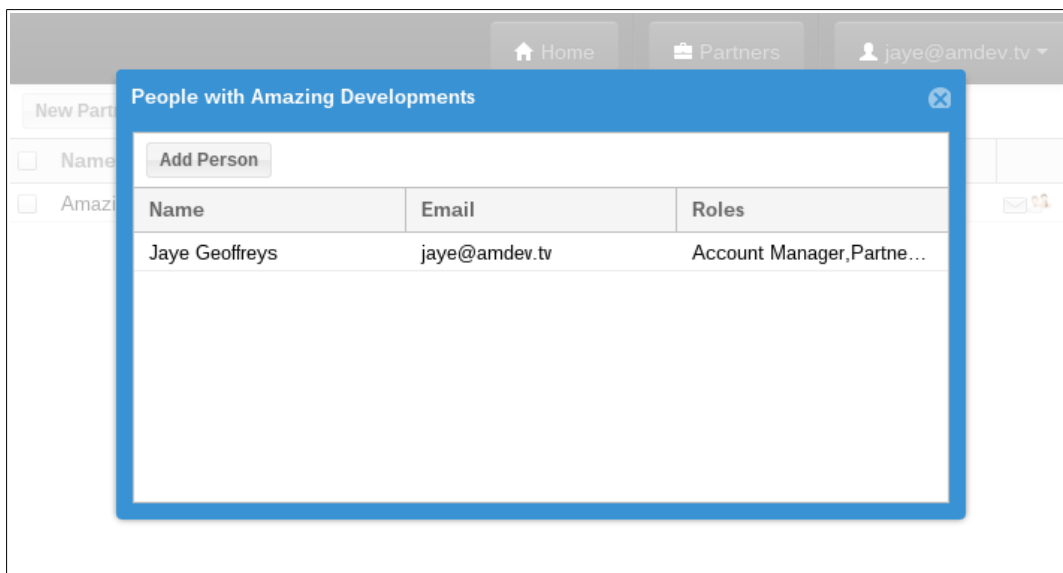 Home Partners jaye@amdev.tv
People with Amazing Developments
New Part
Add Person
Name
Name Email Roles
Amazi
Jaye Geoffreys jaye@amdev.tv Account Manager,Partne…